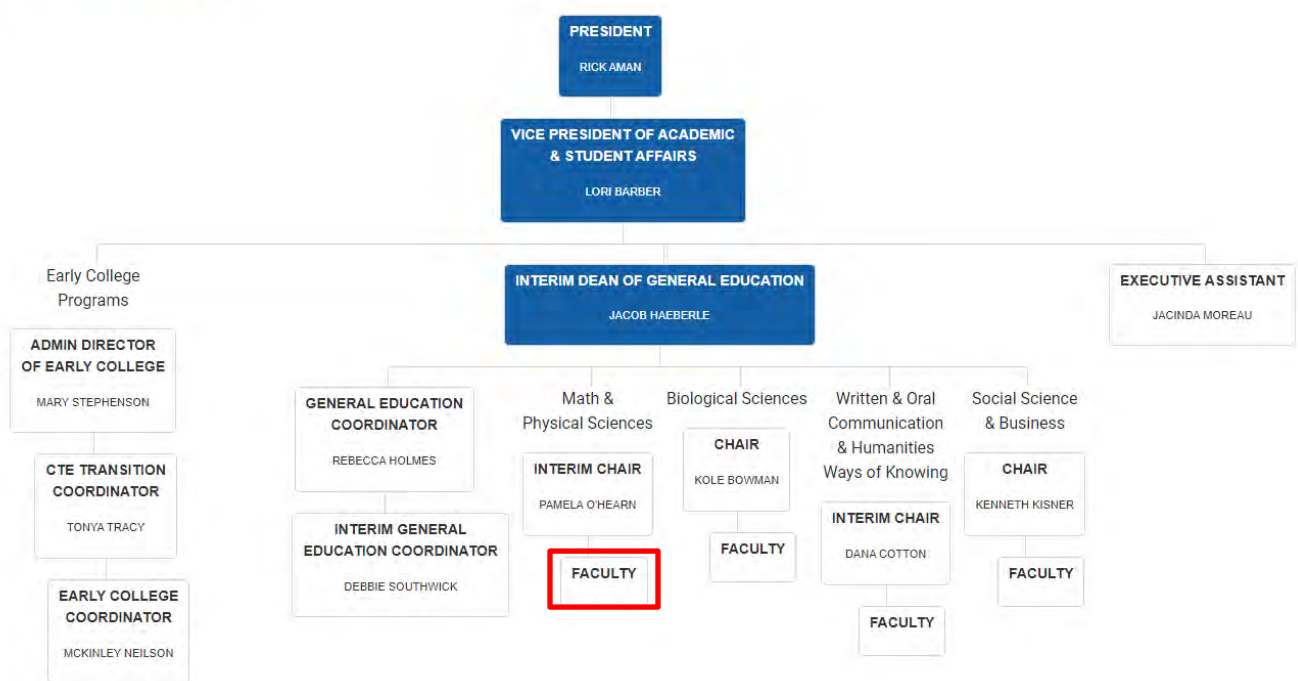 PRESIDENT
RICK AMAN
VICE PRESIDENT OF ACADEMIC
& STUDENT AFFAIRS
LORI BARBER
Early College
Programs
ADMIN DIRECTOR
OF EARLY COLLEGE
MARY STEPHENSON
CTE TRANSITION
COORDINATOR
TONYA TRACY
EARLY COLLEGE
COORDINATOR
MCKINLEY NEILSON
INTERIM DEAN OF GENERAL EDUCATION
JACOB HAEBERLE
GENERAL EDUCATION
COORDINATOR
REBECCA HOLMES
INTERIM GENERAL
EDUCATION COORDINATOR
DEBBIE SOUTHWICK
Math &
Physical Sciences
INTERIM CHAIR
PAMELA O'HEARN
FACULTY
Biological Sciences
CHAIR
KOLE BOWMAN
FACULTY
Written & Oral
Communication
& Humanities
Ways of Knowing
INTERIM CHAIR
DANA COTTON
FACULTY
Social Science
& Business
CHAIR
KENNETH KISNER
FACULTY
EXECUTIVE ASSISTANT
JACINDA MOREAU